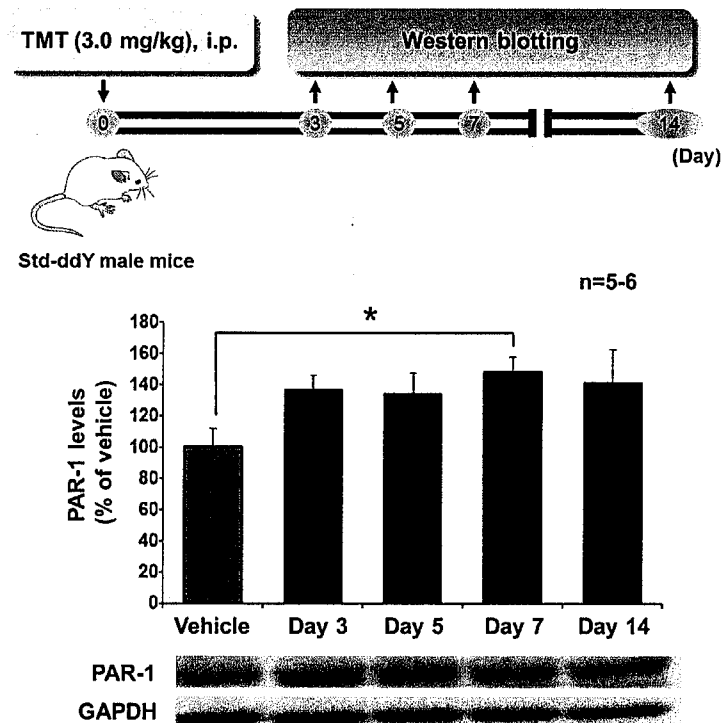 TMT (3.0 mg/kg), i.p.
Western blotting
0 3 5 7 14
(Day)
Std-ddY male mice
n=5-6
*
180
160
140
120
100
80
60
40
20
0
PAR-1 levels
(% of vehicle)
Vehicle Day 3 Day 5 Day 7 Day 14
PAR-1
GAPDH